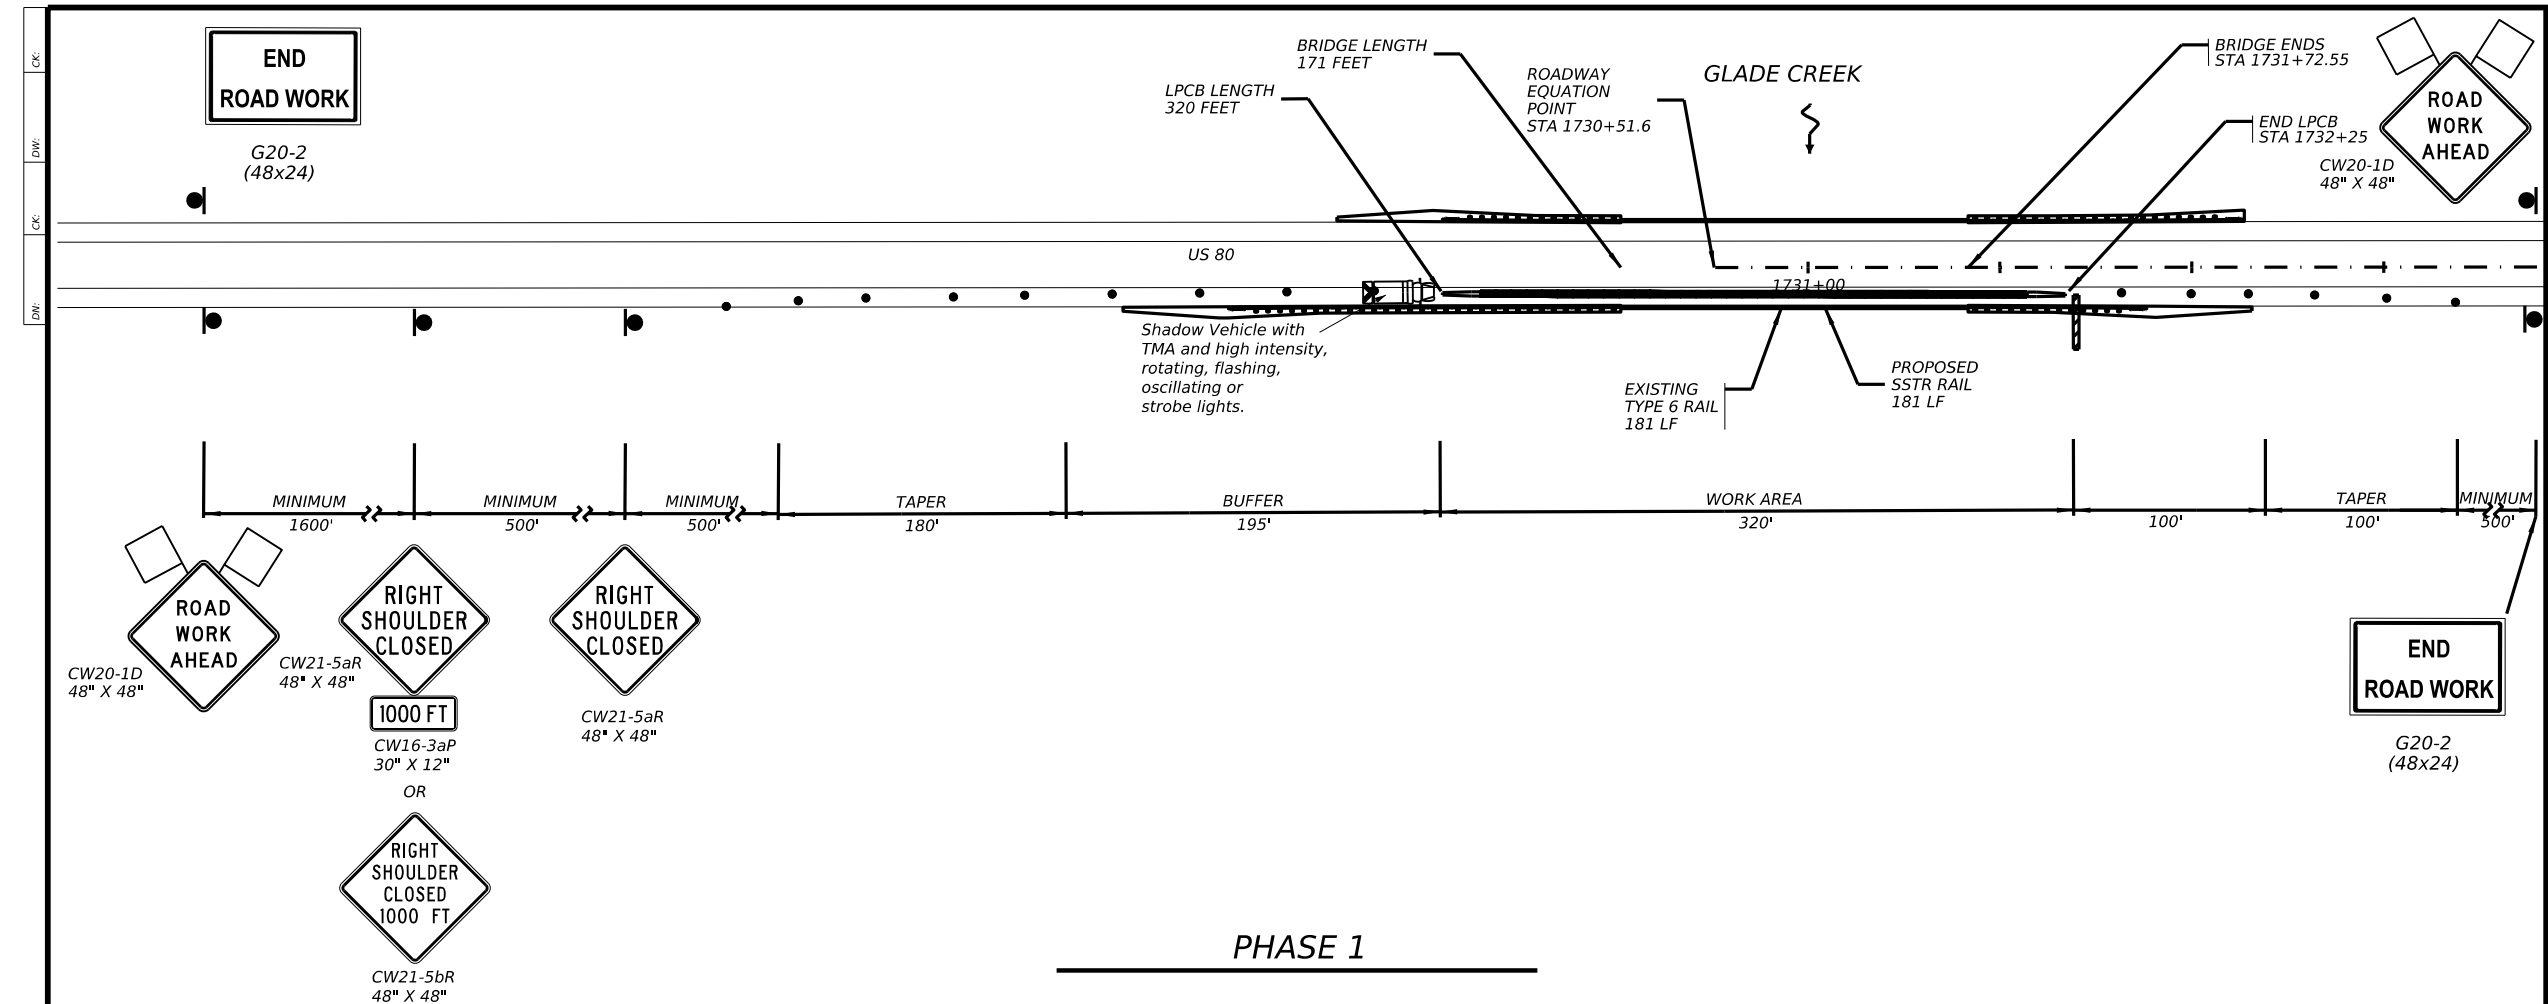 CK:
DW:
CK:
DN:
END
ROAD WORK
G20-2
(48x24)
BRIDGE LENGTH
171 FEET
LPCB LENGTH
320 FEET
ROADWAY
EQUATION
POINT
STA 1730+51.6
GLADE CREEK
BRIDGE ENDS
STA 1731+72.55
END LPCB
STA 1732+25
CW20-1D
48" X 48"
ROAD
WORK
AHEAD
US 80
1731+00
Shadow Vehicle with
TMA and high intensity,
rotating, flashing,
oscillating or
strobe lights.
EXISTING
TYPE 6 RAIL
181 LF
PROPOSED
SSTR RAIL
181 LF
MINIMUM
1600'
MINIMUM
500'
MINIMUM
500'
TAPER
180'
BUFFER
195'
WORK AREA
320'
100'
TAPER
100'
MINIMUM
500'
ROAD
WORK
AHEAD
CW20-1D
48" X 48"
RIGHT
SHOULDER
CLOSED
CW21-5aR
48" X 48"
1000 FT
CW16-3aP
30" X 12"
OR
RIGHT
SHOULDER
CLOSED
1000 FT
CW21-5bR
48" X 48"
RIGHT
SHOULDER
CLOSED
CW21-5aR
48" X 48"
END
ROAD WORK
G20-2
(48x24)
PHASE 1